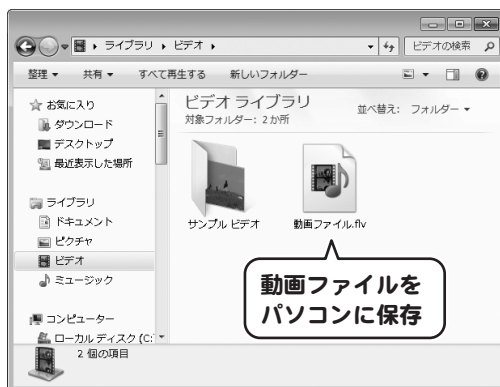 ライブラリ ▸ ビデオ ▸
ビデオの検索
整理 ▼ 共有 ▼ すべて再生する 新しいフォルダー
お気に入り
ダウンロード
デスクトップ
最近表示した場所
ライブラリ
ドキュメント
ピクチャ
ビデオ
ミュージック
コンピューター
ローカル ディスク (C:
ビデオ ライブラリ
対象フォルダー: 2 か所
並べ替え: フォルダー ▼
サンプル ビデオ
動画ファイル.flv
動画ファイルを
パソコンに保存
2 個の項目